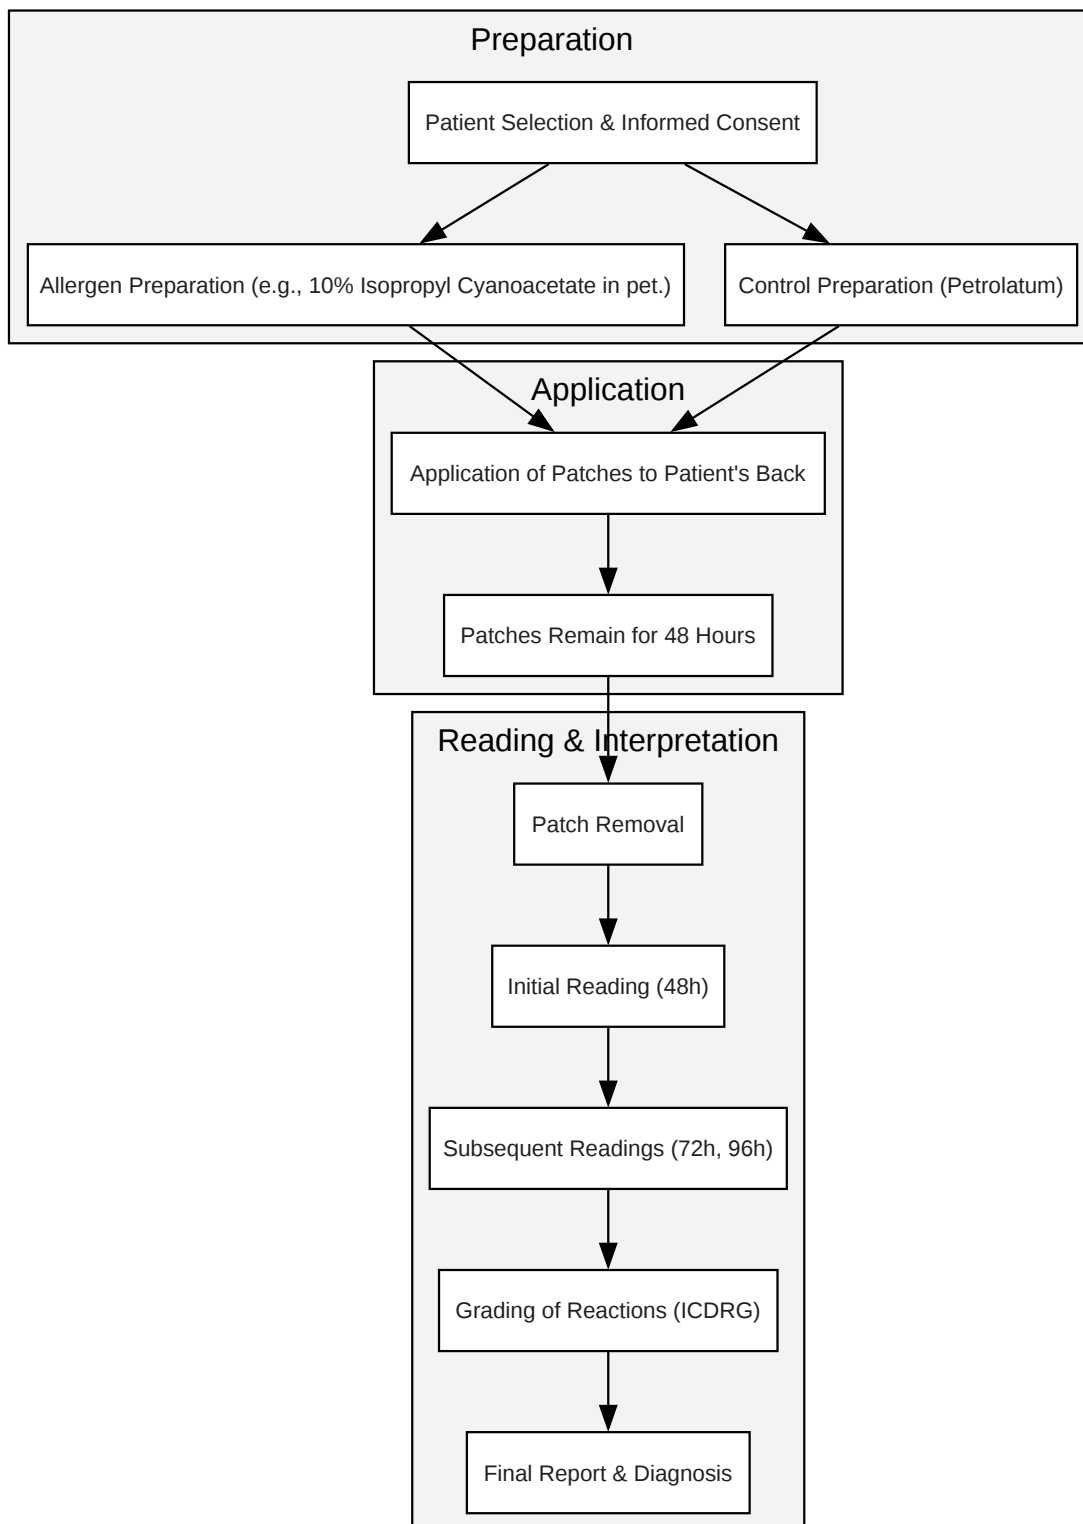 Preparation
Patient Selection & Informed Consent
Allergen Preparation (e.g., 10% Isopropyl Cyanoacetate in pet.)
Control Preparation (Petrolatum)
Application
Application of Patches to Patient's Back
Patches Remain for 48 Hours
Reading & Interpretation
Patch Removal
Initial Reading (48h)
Subsequent Readings (72h, 96h)
Grading of Reactions (ICDRG)
Final Report & Diagnosis